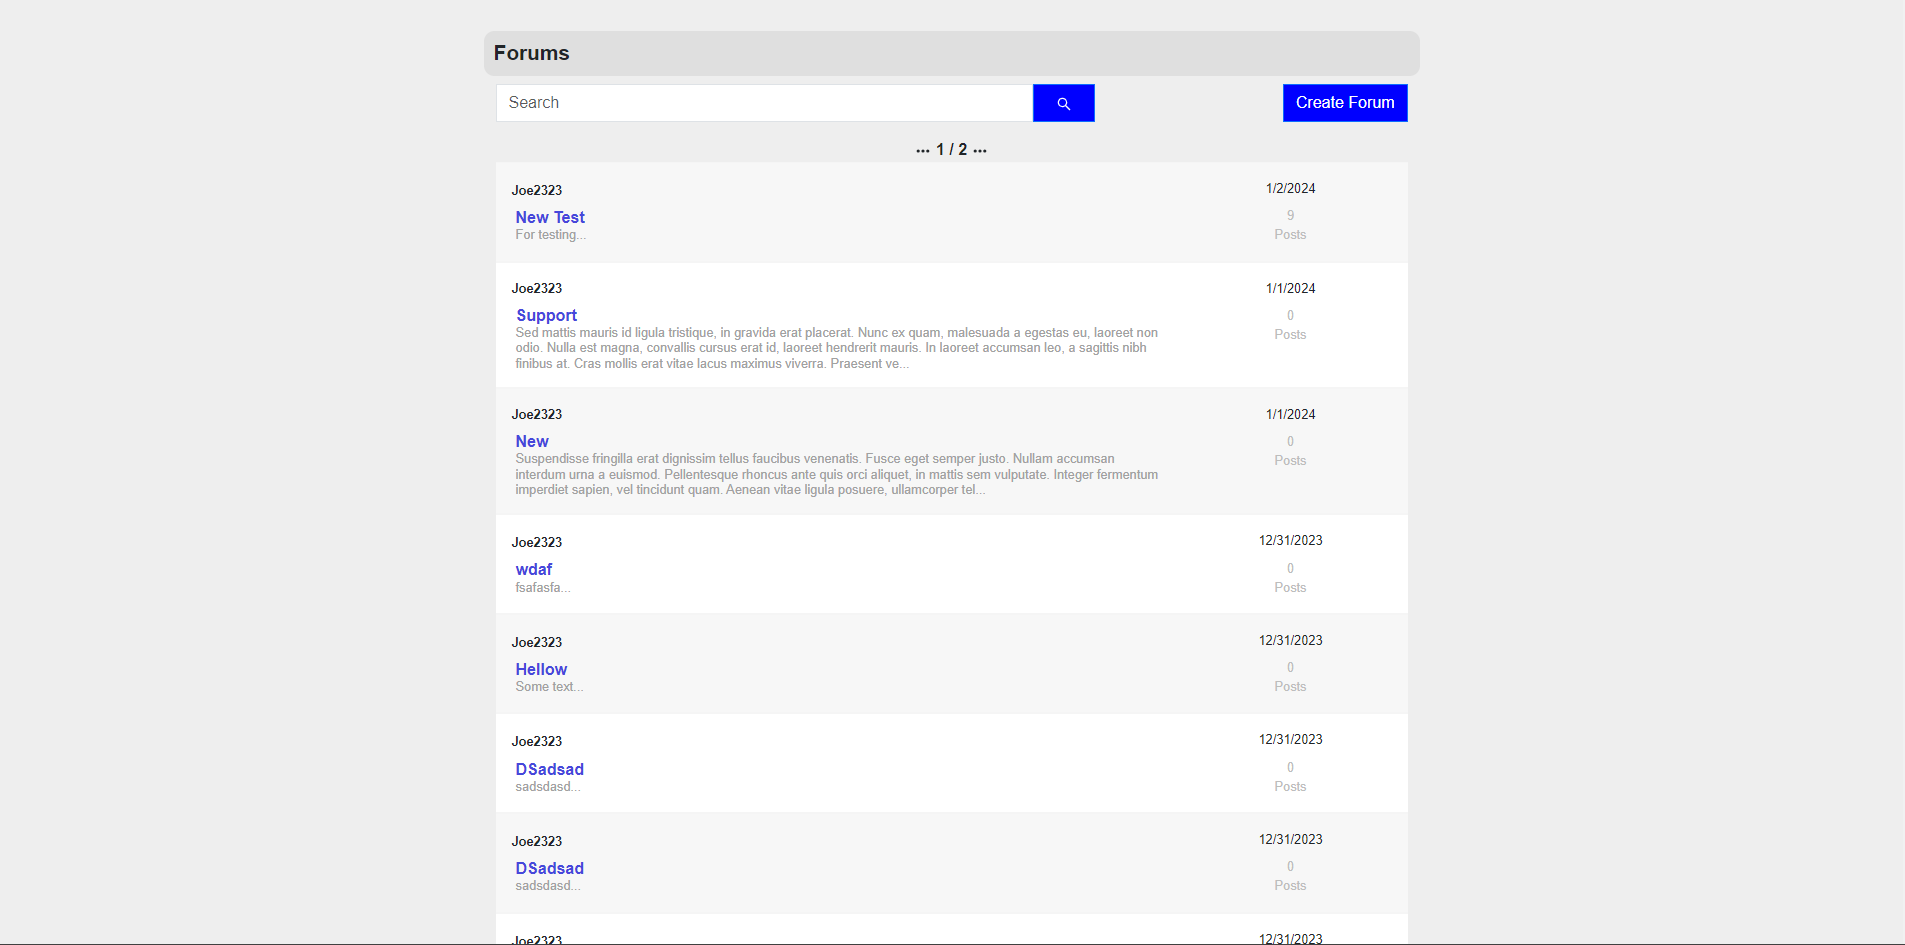 Forums
Search
Create Forum
··· 1 / 2 ···
Joe2323
1/2/2024
New Test
9
For testing...
Posts
Joe2323
1/1/2024
Support
0
Sed mattis mauris id ligula tristique, in gravida erat placerat. Nunc ex quam, malesuada a egestas eu, laoreet non
Posts
odio. Nulla est magna, convallis cursus erat id, laoreet hendrerit mauris. In laoreet accumsan leo, a sagittis nibh
finibus at. Cras mollis erat vitae lacus maximus viverra. Praesent ve...
Joe2323
1/1/2024
New
0
Suspendisse fringilla erat dignissim tellus faucibus venenatis. Fusce eget semper justo. Nullam accumsan
Posts
interdum urna a euismod. Pellentesque rhoncus ante quis orci aliquet, in mattis sem vulputate. Integer fermentum
imperdiet sapien, vel tincidunt quam. Aenean vitae ligula posuere, ullamcorper tel...
Joe2323
12/31/2023
wdaf
0
fsafasfa...
Posts
Joe2323
12/31/2023
Hellow
0
Some text...
Posts
Joe2323
12/31/2023
DSadsad
0
sadsdasd...
Posts
Joe2323
12/31/2023
DSadsad
0
sadsdasd...
Posts
Joe2323
12/31/2023